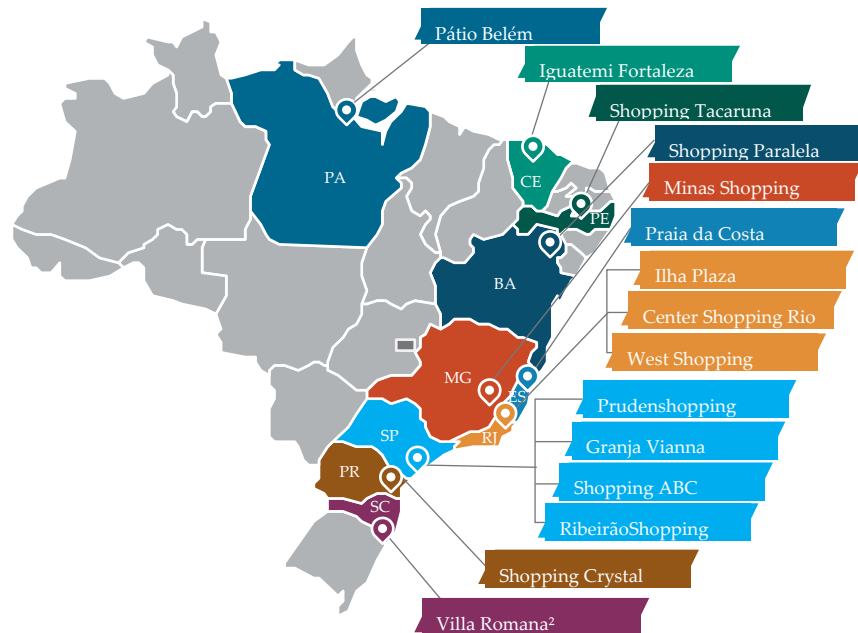 Pátio Belém
Iguatemi Fortaleza
Shopping Tacaruna
Shopping Paralela
Minas Shopping
Praia da Costa
Ilha Plaza
Center Shopping Rio
West Shopping
Prudenshopping
Granja Vianna
Shopping ABC
RibeirãoShopping
Shopping Crystal
Villa Romana²
PA
CE
PE
BA
MG
ES
RJ
SP
PR
SC